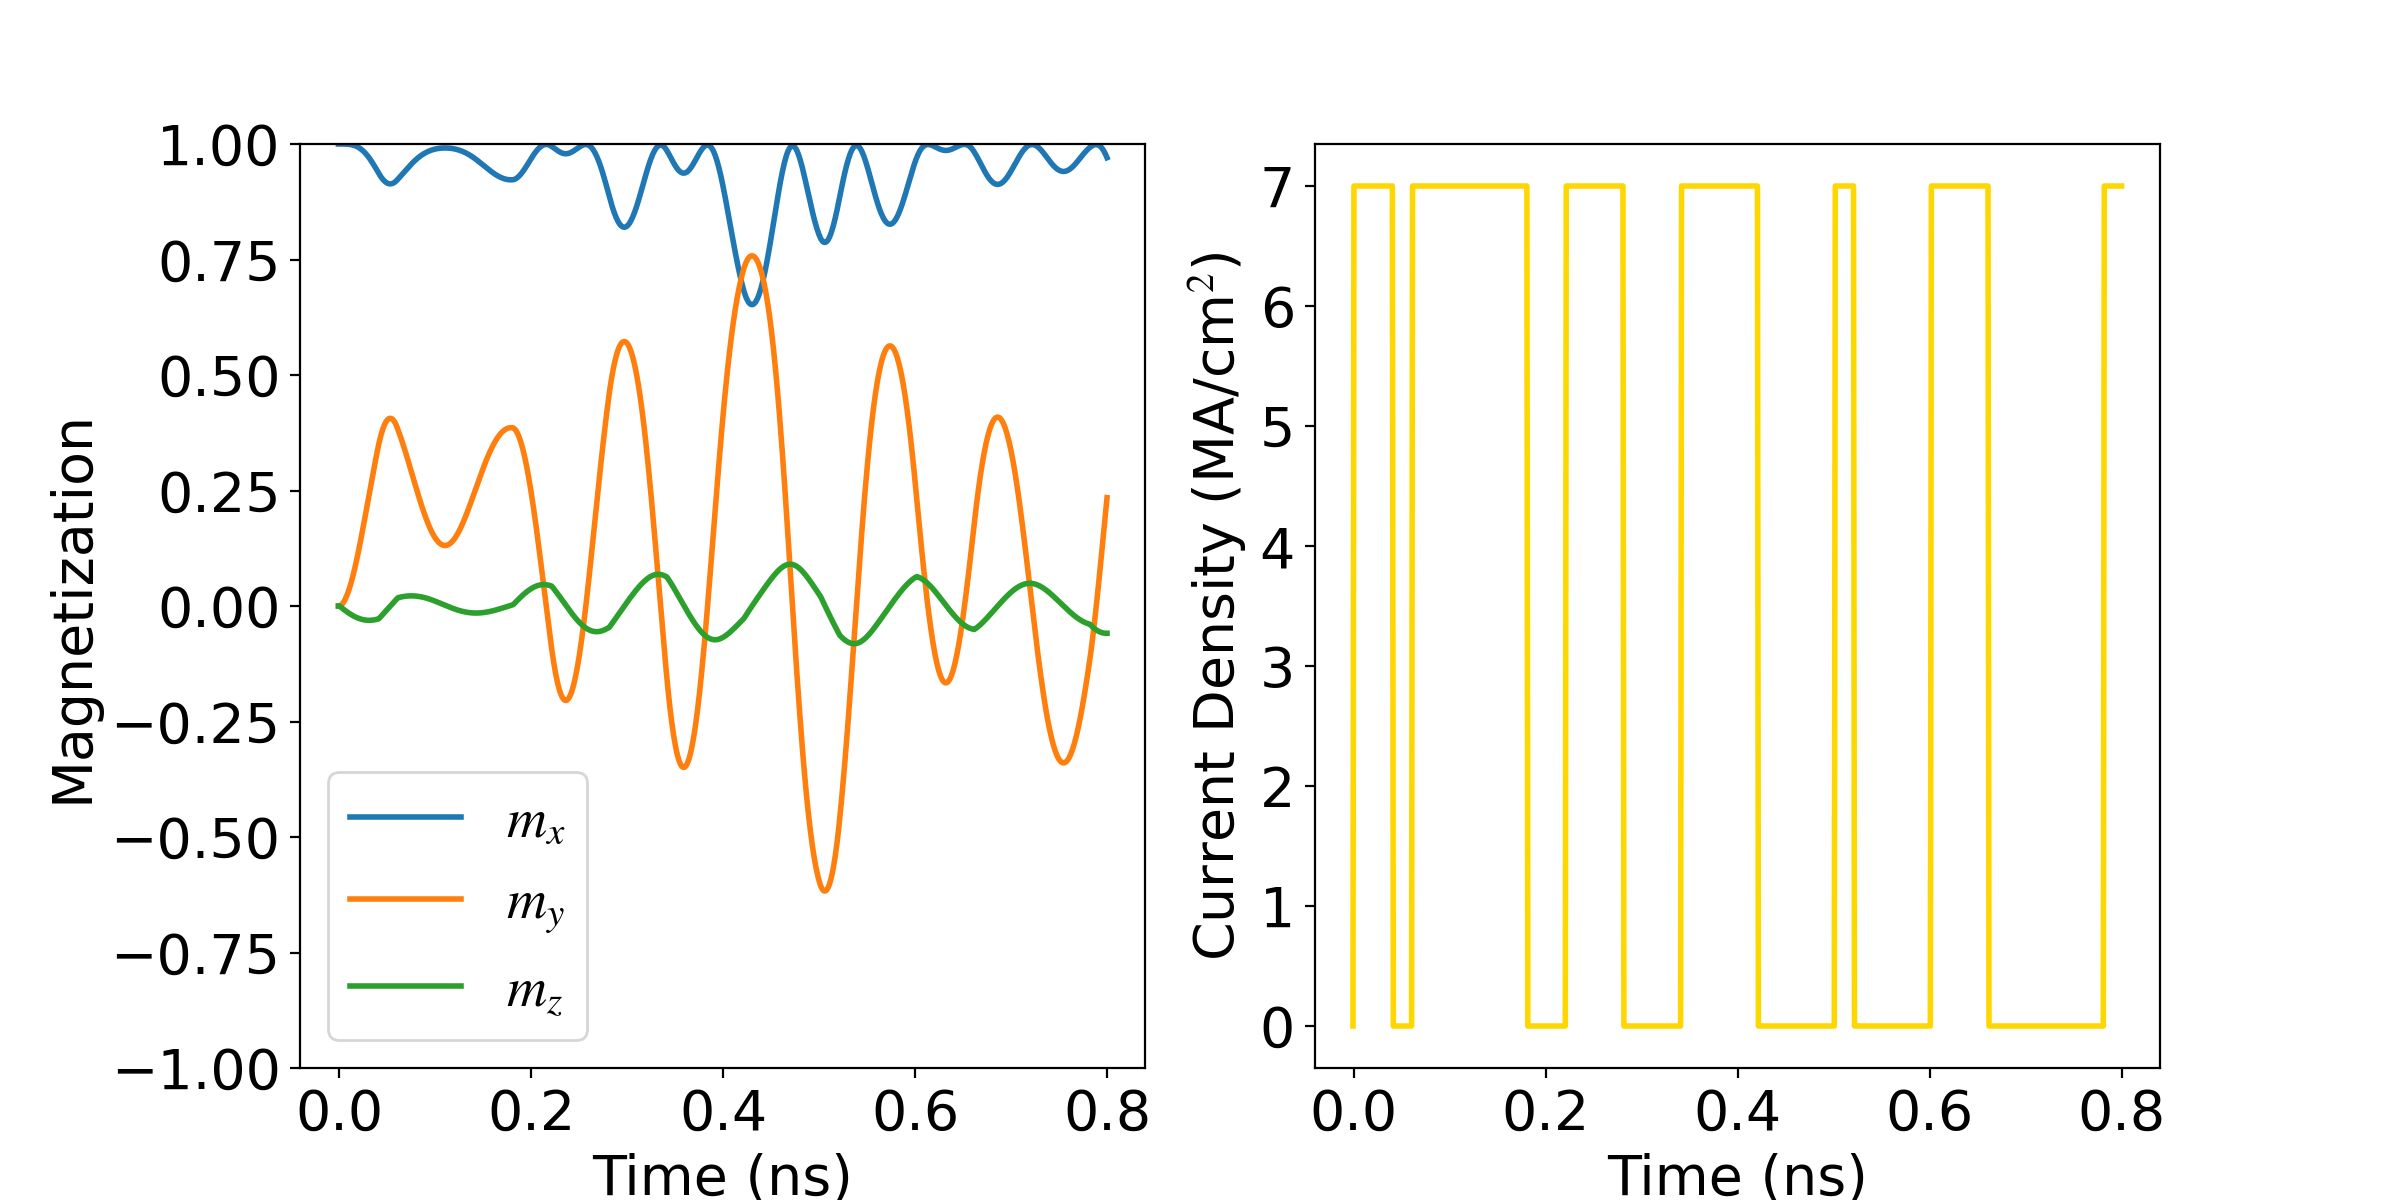 Magnetization
1.00
0.75
0.50
0.25
0.00
−0.25
−0.50
−0.75
−1.00
m_x
m_y
m_z
0.0 0.2 0.4 0.6 0.8
Time (ns)
Current Density (MA/cm²)
7
6
5
4
3
2
1
0
0.0 0.2 0.4 0.6 0.8
Time (ns)